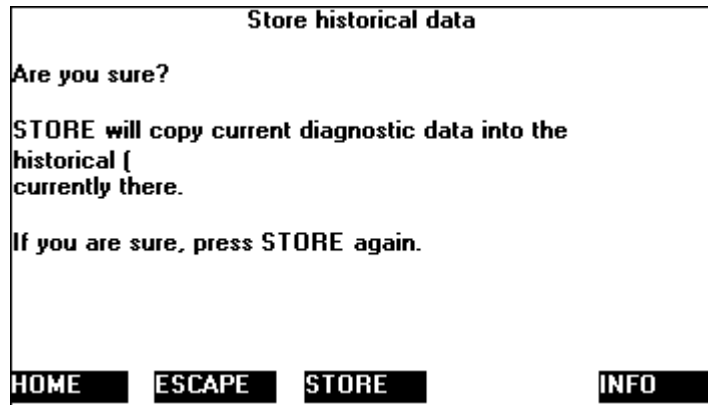 Store historical data
Are you sure?
STORE will copy current diagnostic data into the
historical (
currently there.
If you are sure, press STORE again.
HOME ESCAPE STORE INFO